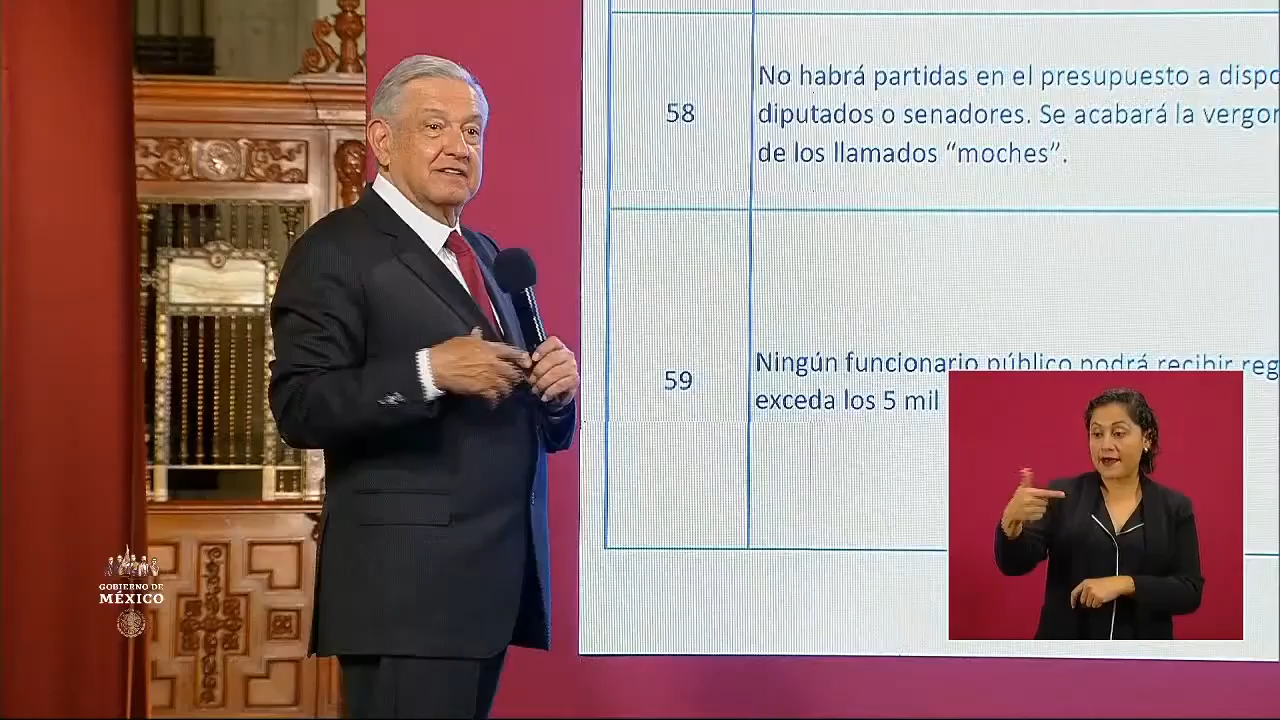 58
No habrá partidas en el presupuesto a dispo
diputados o senadores. Se acabará la vergor
de los llamados “moches”.
59
Ningún funcionario público podrá recibir reg
exceda los 5 mil
GOBIERNO DE
MÉXICO